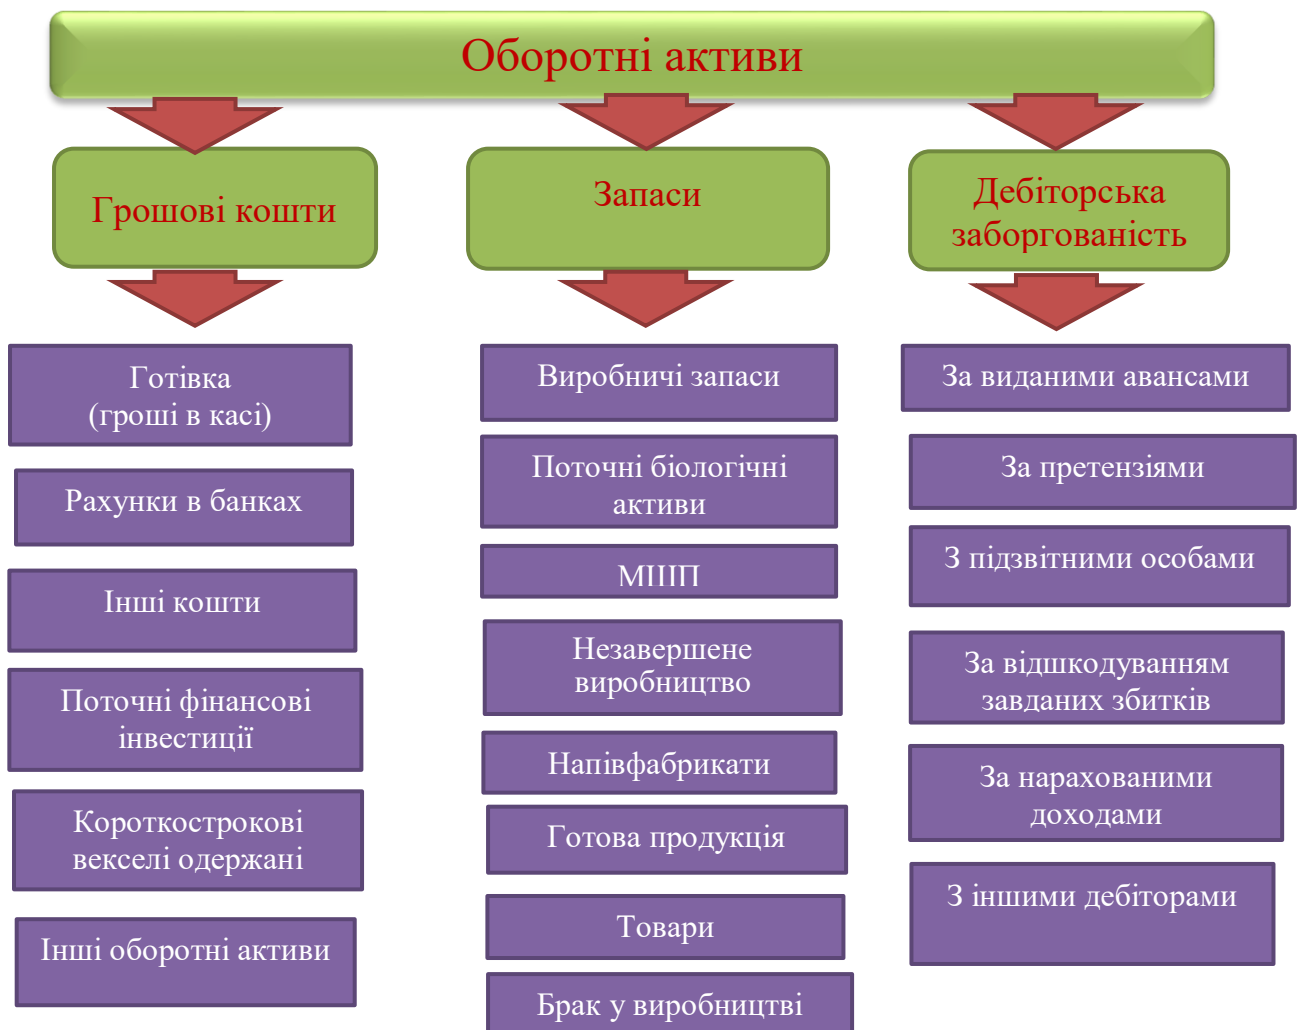 Оборотні активи
Грошові кошти
Запаси
Дебіторська
заборгованість
Готівка
(гроші в касі)
Рахунки в банках
Інші кошти
Поточні фінансові
інвестиції
Короткострокові
векселі одержані
Інші оборотні активи
Виробничі запаси
Поточні біологічні
активи
МШП
Незавершене
виробництво
Напівфабрикати
Готова продукція
Товари
Брак у виробництві
За виданими авансами
За претензіями
З підзвітними особами
За відшкодуванням
завданих збитків
За нарахованими
доходами
З іншими дебіторами